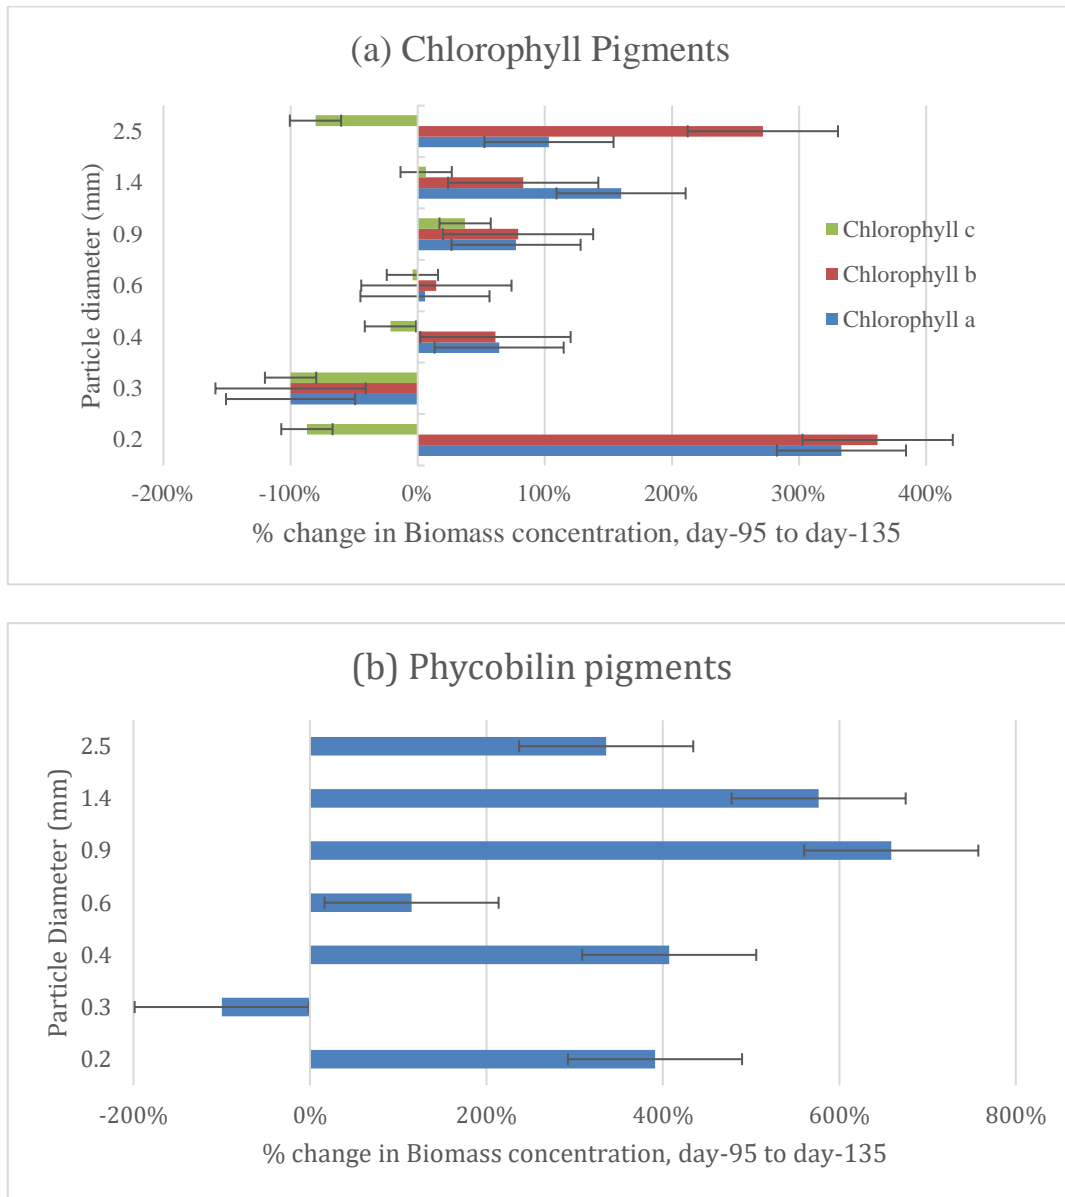 (a) Chlorophyll Pigments
Particle diameter (mm)
2.5
1.4
0.9
0.6
0.4
0.3
0.2
Chlorophyll c
Chlorophyll b
Chlorophyll a
-200% -100% 0% 100% 200% 300% 400%
% change in Biomass concentration, day-95 to day-135
(b) Phycobilin pigments
Particle Diameter (mm)
2.5
1.4
0.9
0.6
0.4
0.3
0.2
-200% 0% 200% 400% 600% 800%
% change in Biomass concentration, day-95 to day-135